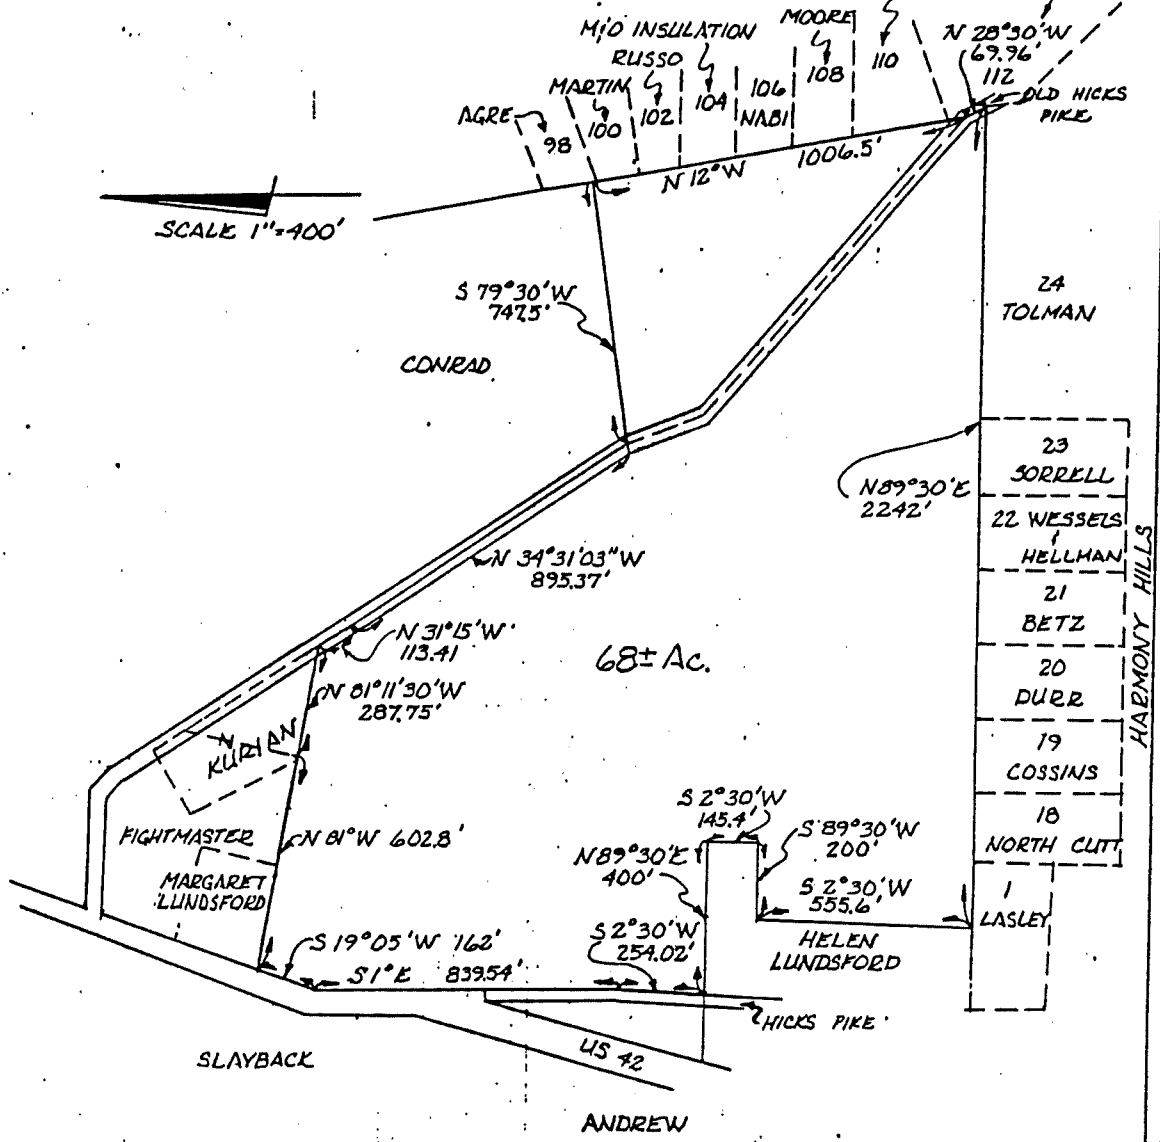 M/O INSULATION
MOORE
N 28°30'W
69.96'
RUSSO
108
110
112
MARTIN
106
OLD HICKS
PIKE
AGRE
104
NABI
98
100
102
1006.5'
N 12°W
SCALE 1"=400'
S 79°30'W
747.5'
24
TOLMAN
CONRAD
23
SORRELL
N 89°30'E
2242'
22 WESSELS
&
HELLMAN
HARMONY HILLS
N 34°31'03"W
895.37'
21
BETZ
N 31°15'W
113.41
68± AC.
20
DURR
N 81°11'30"W
287.75'
KURIAN
19
COSSINS
S 2°30'W
145.4'
18
NORTH CUTT
FIGHTMASTER
N 81°W 602.8'
S 89°30'W
200'
N 89°30'E
400'
MARGARET
LUNDSFORD
S 2°30'W
555.6'
1
LASLEY
S 19°05'W 162'
S 2°30'W
254.02'
HELEN
LUNDSFORD
S 1°E 839.54'
HICKS PIKE
US 42
SLAYBACK
ANDREW